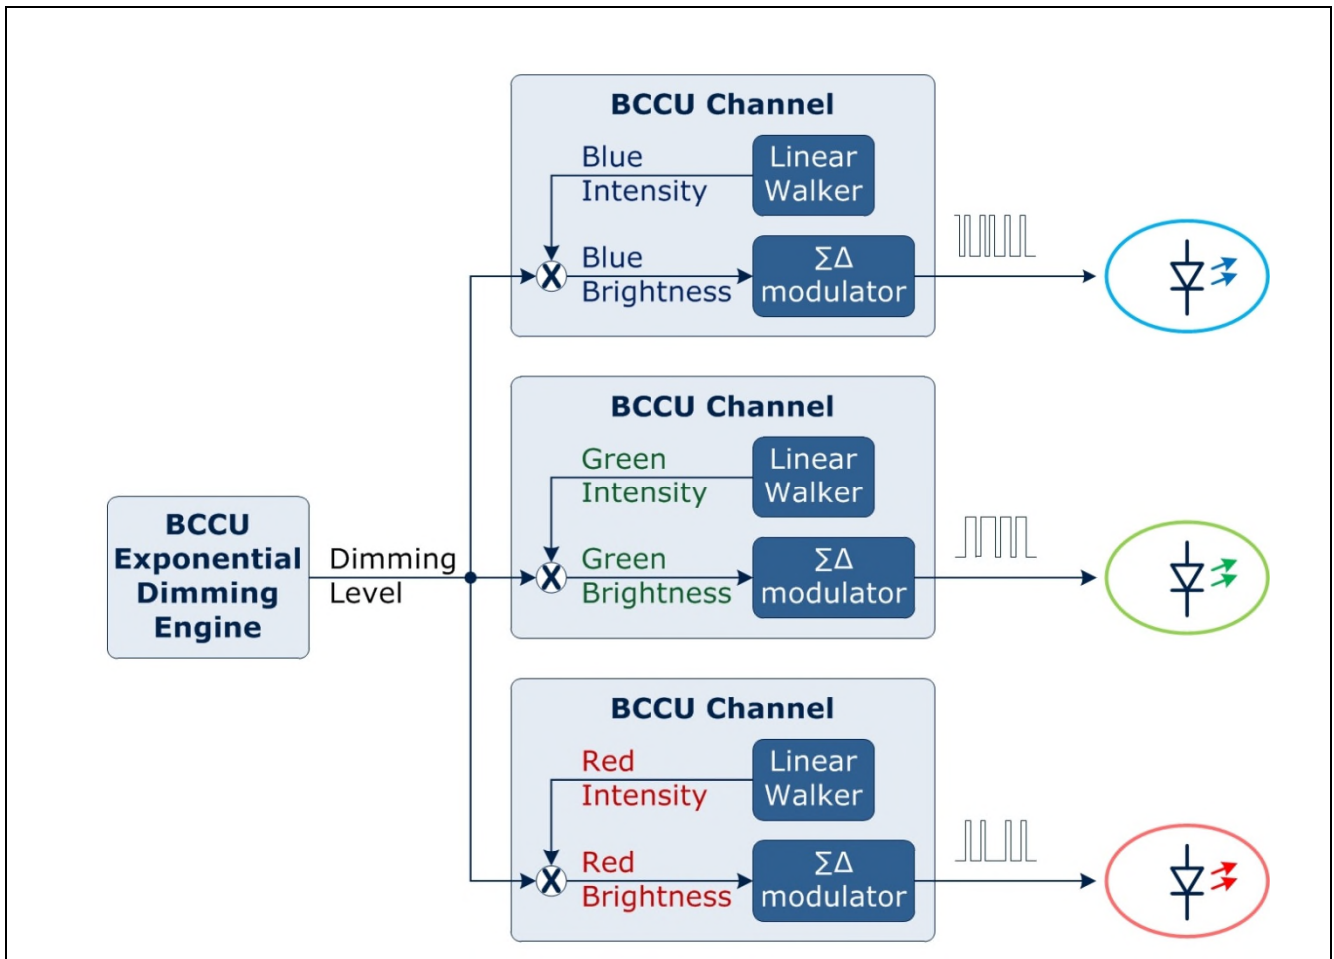 BCCU Channel
Blue
Intensity
Linear
Walker
X
Blue
Brightness
ΣΔ
modulator
BCCU Channel
Green
Intensity
Linear
Walker
BCCU
Exponential
Dimming
Engine
Dimming
Level
X
Green
Brightness
ΣΔ
modulator
BCCU Channel
Red
Intensity
Linear
Walker
X
Red
Brightness
ΣΔ
modulator